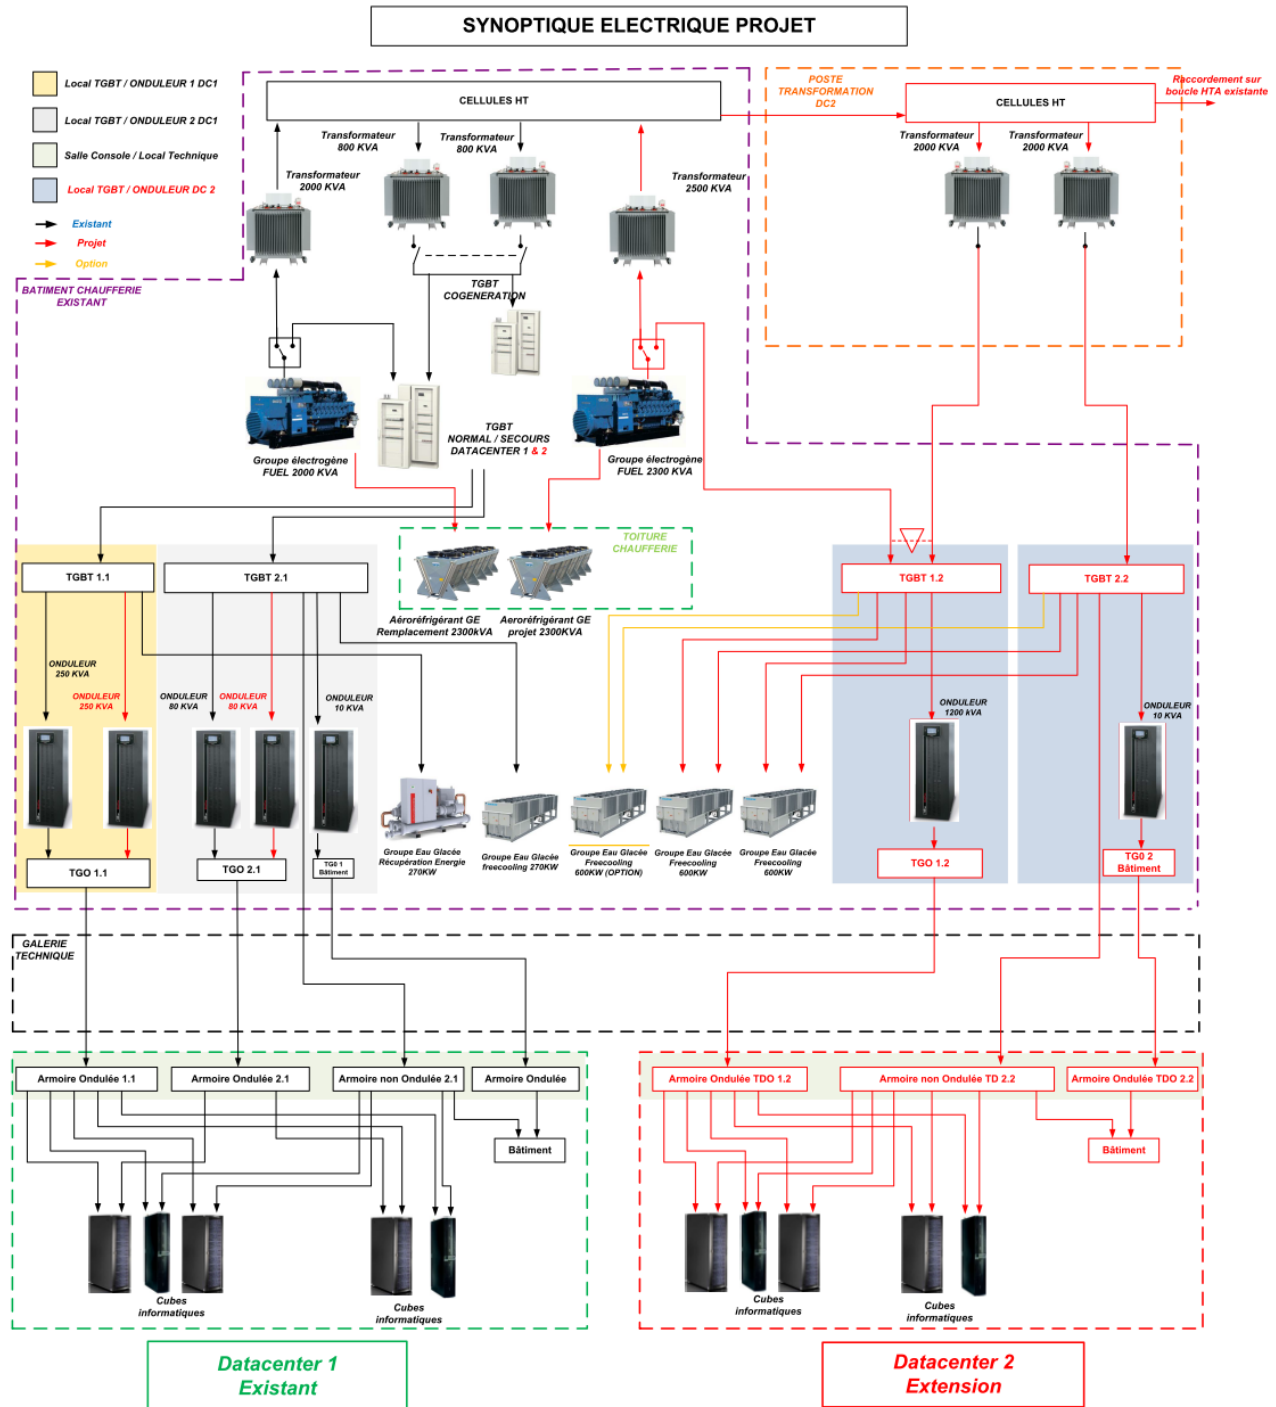 SYNOPTIQUE ELECTRIQUE PROJET
Local TGBT / ONDULEUR 1 DC1
Local TGBT / ONDULEUR 2 DC1
Salle Console / Local Technique
Local TGBT / ONDULEUR DC 2
Existant
Projet
Option
BATIMENT CHAUFFERIE
EXISTANT
CELLULES HT
Transformateur
800 KVA
Transformateur
800 KVA
Transformateur
2000 KVA
Transformateur
2500 KVA
POSTE
TRANSFORMATION
DC2
CELLULES HT
Raccordement sur
boucle HTA existante
Transformateur
2000 KVA
Transformateur
2000 KVA
TGBT
COGENERATION
TGBT
NORMAL / SECOURS
DATACENTER 1 & 2
Groupe électrogène
FUEL 2000 KVA
Groupe électrogène
FUEL 2300 KVA
TOITURE
CHAUFFERIE
Aéroréfrigérant GE
Remplacement 2300kVA
Aeroréfrigérant GE
projet 2300KVA
TGBT 1.1
TGBT 2.1
TGBT 1.2
TGBT 2.2
ONDULEUR
250 KVA
ONDULEUR
250 KVA
ONDULEUR
80 KVA
ONDULEUR
80 KVA
ONDULEUR
10 KVA
ONDULEUR
1200 kVA
ONDULEUR
10 KVA
Groupe Eau Glacée
Récupération Energie
270KW
Groupe Eau Glacée
freecooling 270KW
Groupe Eau Glacée
Freecooling
600KW (OPTION)
Groupe Eau Glacée
Freecooling
600KW
Groupe Eau Glacée
Freecooling
600KW
TGO 1.1
TGO 2.1
TG0 1
Bâtiment
TGO 1.2
TG0 2
Bâtiment
GALERIE
TECHNIQUE
Armoire Ondulée 1.1
Armoire Ondulée 2.1
Armoire non Ondulée 2.1
Armoire Ondulée
Armoire Ondulée TDO 1.2
Armoire non Ondulée TD 2.2
Armoire Ondulée TDO 2.2
Bâtiment
Bâtiment
Cubes
informatiques
Cubes
informatiques
Cubes
informatiques
Cubes
informatiques
Datacenter 1
Existant
Datacenter 2
Extension